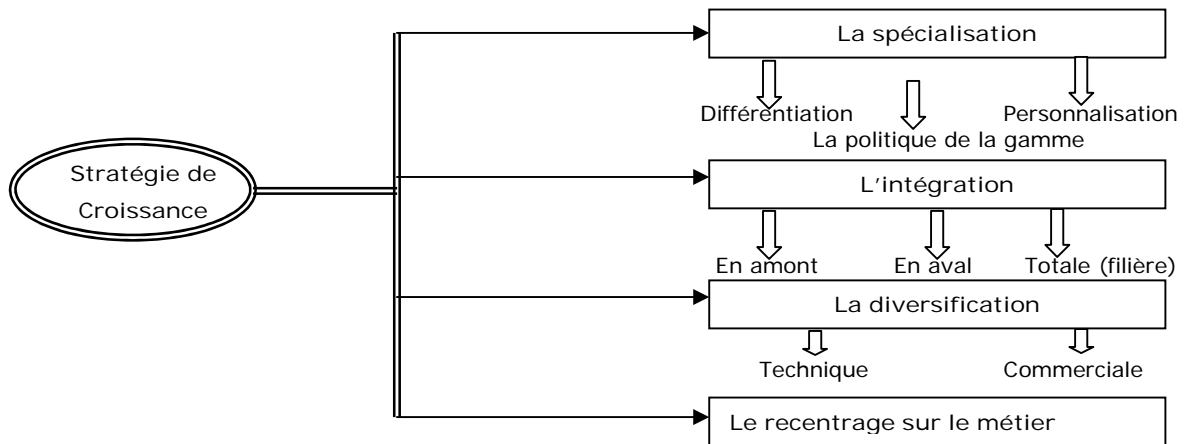 La spécialisation
Différentiation
Personnalisation
La politique de la gamme
Stratégie de
Croissance
L'intégration
En amont
En aval
Totale (filière)
La diversification
Technique
Commerciale
Le recentrage sur le métier